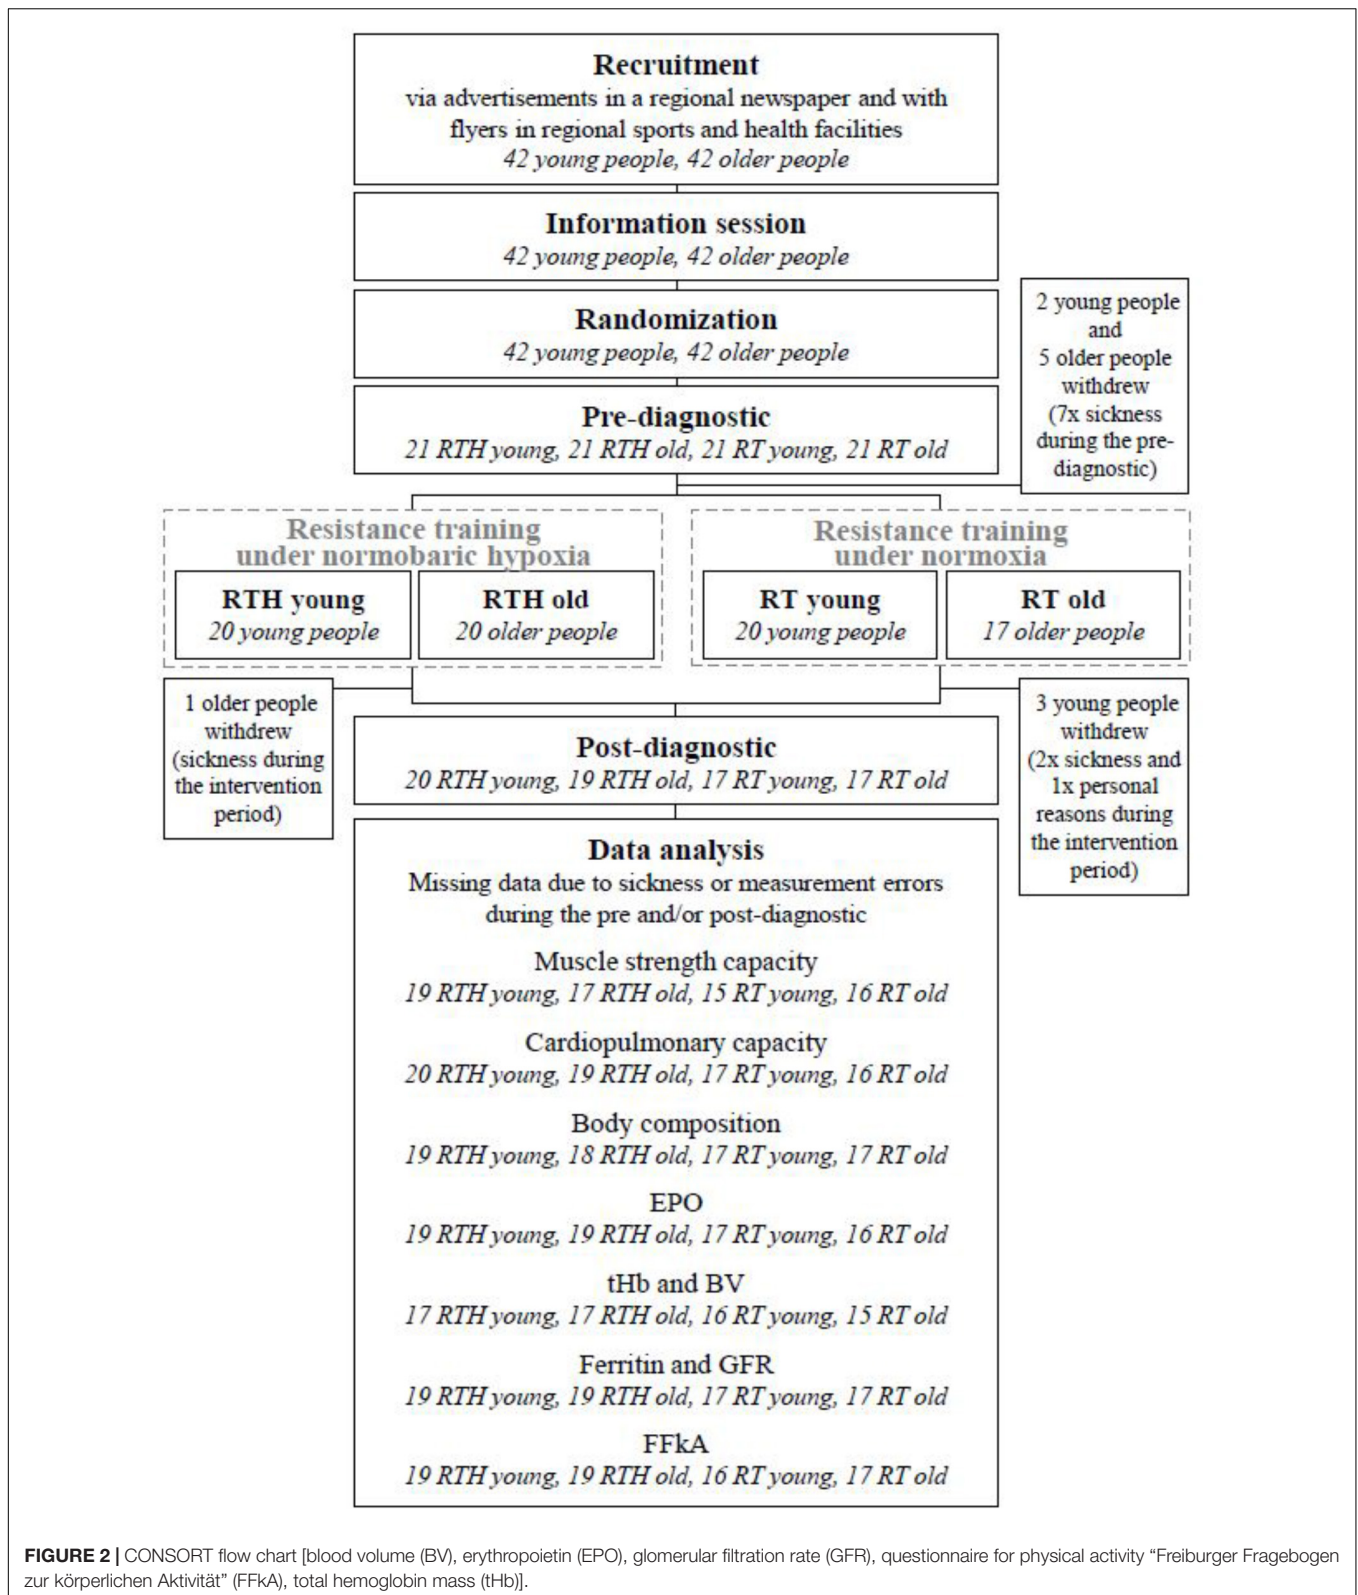 Recruitment
via advertisements in a regional newspaper and with
flyers in regional sports and health facilities
42 young people, 42 older people
Information session
42 young people, 42 older people
Randomization
42 young people, 42 older people
Pre-diagnostic
21 RTH young, 21 RTH old, 21 RT young, 21 RT old
2 young people
and
5 older people
withdrew
(7x sickness
during the pre-
diagnostic)
Resistance training
under normobaric hypoxia
RTH young
20 young people
RTH old
20 older people
Resistance training
under normoxia
RT young
20 young people
RT old
17 older people
1 older people
withdrew
(sickness during
the intervention
period)
3 young people
withdrew
(2x sickness and
1x personal
reasons during
the intervention
period)
Post-diagnostic
20 RTH young, 19 RTH old, 17 RT young, 17 RT old
Data analysis
Missing data due to sickness or measurement errors
during the pre and/or post-diagnostic
Muscle strength capacity
19 RTH young, 17 RTH old, 15 RT young, 16 RT old
Cardiopulmonary capacity
20 RTH young, 19 RTH old, 17 RT young, 16 RT old
Body composition
19 RTH young, 18 RTH old, 17 RT young, 17 RT old
EPO
19 RTH young, 19 RTH old, 17 RT young, 16 RT old
tHb and BV
17 RTH young, 17 RTH old, 16 RT young, 15 RT old
Ferritin and GFR
19 RTH young, 19 RTH old, 17 RT young, 17 RT old
FFkA
19 RTH young, 19 RTH old, 16 RT young, 17 RT old
FIGURE 2 | CONSORT flow chart [blood volume (BV), erythropoietin (EPO), glomerular filtration rate (GFR), questionnaire for physical activity “Freiburger Fragebogen
zur körperlichen Aktivität” (FFkA), total hemoglobin mass (tHb)].